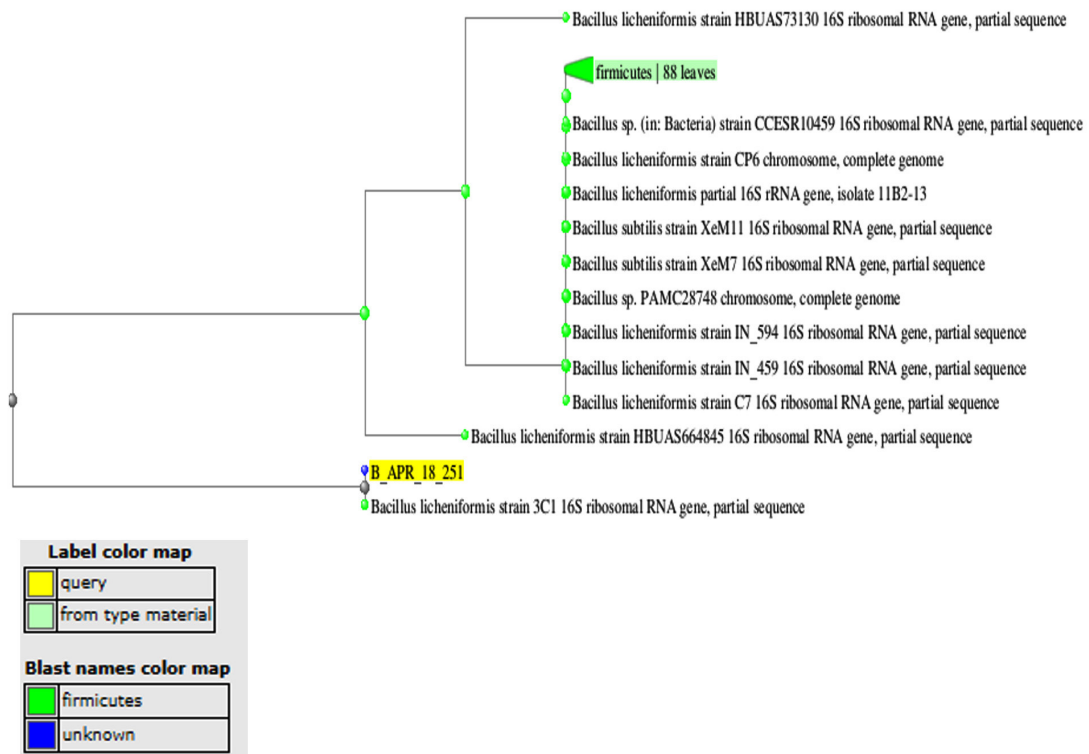 Bacillus licheniformis strain HBUAS73130 16S ribosomal RNA gene, partial sequence
firmicutes | 88 leaves
Bacillus sp. (in: Bacteria) strain CCESR10459 16S ribosomal RNA gene, partial sequence
Bacillus licheniformis strain CP6 chromosome, complete genome
Bacillus licheniformis partial 16S rRNA gene, isolate 11B2-13
Bacillus subtilis strain XeM11 16S ribosomal RNA gene, partial sequence
Bacillus subtilis strain XeM7 16S ribosomal RNA gene, partial sequence
Bacillus sp. PAMC28748 chromosome, complete genome
Bacillus licheniformis strain IN_594 16S ribosomal RNA gene, partial sequence
Bacillus licheniformis strain IN_459 16S ribosomal RNA gene, partial sequence
Bacillus licheniformis strain C7 16S ribosomal RNA gene, partial sequence
Bacillus licheniformis strain HBUAS664845 16S ribosomal RNA gene, partial sequence
B_APR_18_251
Bacillus licheniformis strain 3C1 16S ribosomal RNA gene, partial sequence
Label color map
query
from type material
Blast names color map
firmicutes
unknown